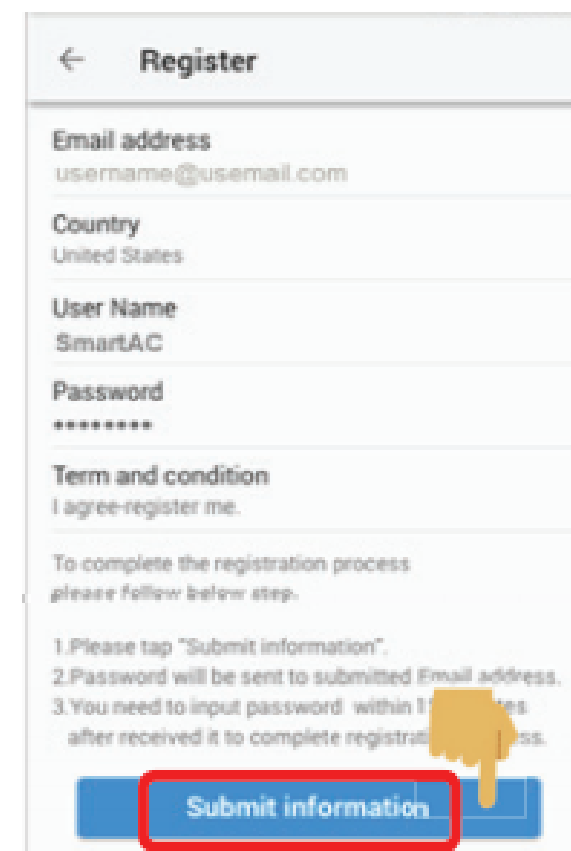 ← Register
Email address
username@usemail.com
Country
United States
User Name
SmartAC
Password
••••••••
Term and condition
I agree-register me.
To complete the registration process
please follow below step.
1.Please tap "Submit information".
2.Password will be sent to submitted Email address.
3.You need to input password within
after received it to complete
Submit information